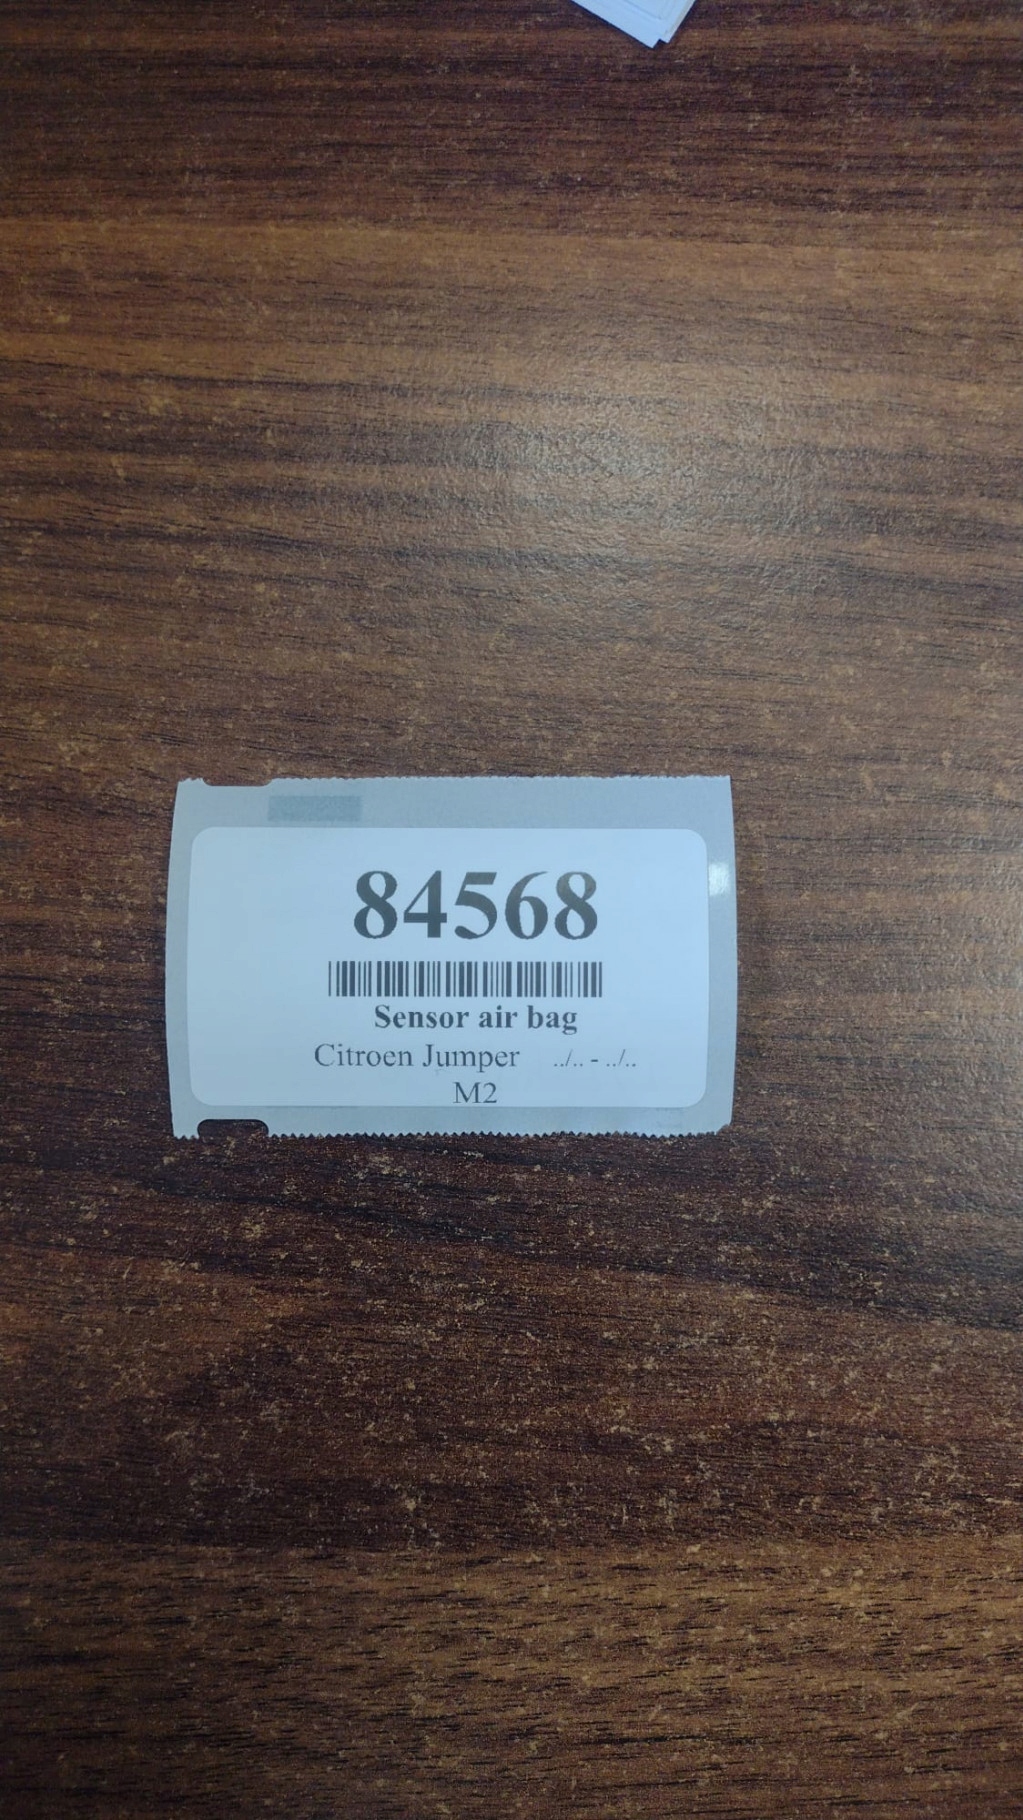 84568
Sensor air bag
Citroen Jumper ../.. - ../..
M2